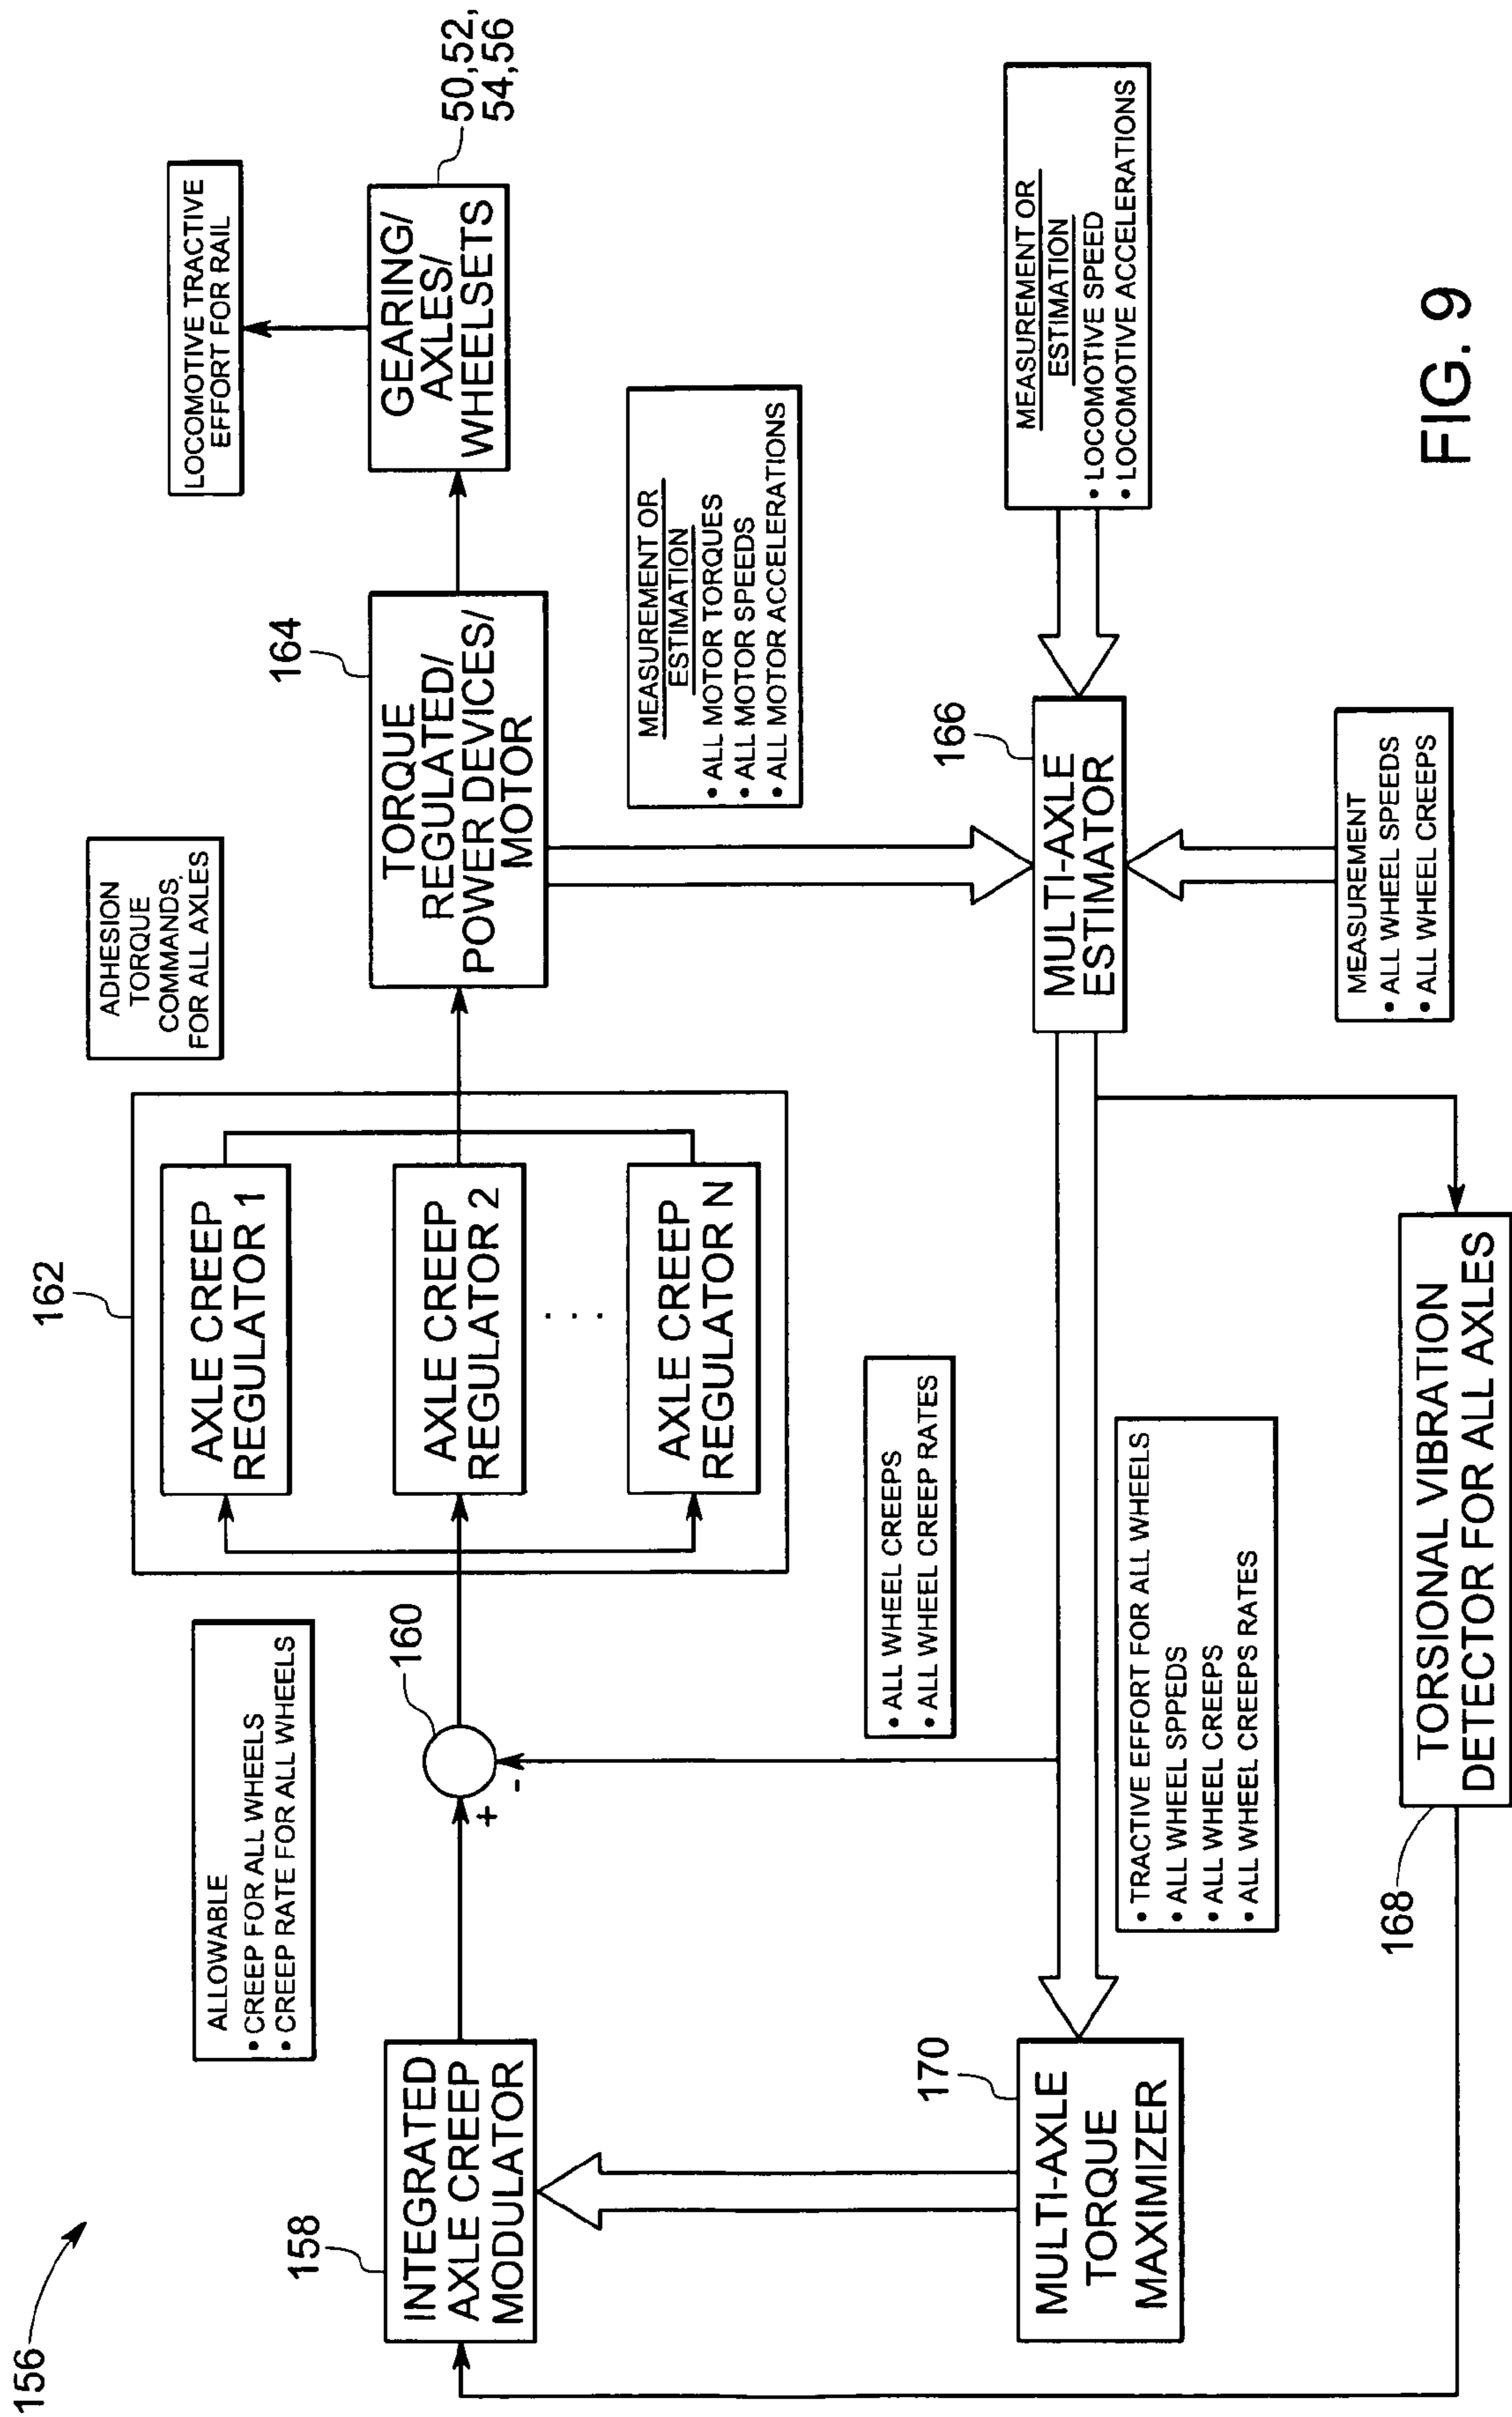 156
ALLOWABLE
• CREEP FOR ALL WHEELS
• CREEP RATE FOR ALL WHEELS
162
ADHESION
TORQUE
COMMANDS,
FOR ALL AXLES
LOCOMOTIVE TRACTIVE
EFFORT FOR RAIL
158
INTEGRATED
AXLE CREEP
MODULATOR
+
-
160
AXLE CREEP
REGULATOR 1
AXLE CREEP
REGULATOR 2
. . .
AXLE CREEP
REGULATOR N
164
TORQUE
REGULATED/
POWER DEVICES/
MOTOR
GEARING/
AXLES/
WHEELSETS
50,52,
54,56
MEASUREMENT OR
ESTIMATION
• ALL MOTOR TORQUES
• ALL MOTOR SPEEDS
• ALL MOTOR ACCELERATIONS
• ALL WHEEL CREEPS
• ALL WHEEL CREEP RATES
170
MULTI-AXLE
TORQUE
MAXIMIZER
• TRACTIVE EFFORT FOR ALL WHEELS
• ALL WHEEL SPPEDS
• ALL WHEEL CREEPS
• ALL WHEEL CREEPS RATES
166
MULTI-AXLE
ESTIMATOR
MEASUREMENT OR
ESTIMATION
• LOCOMOTIVE SPEED
• LOCOMOTIVE ACCELERATIONS
MEASUREMENT
• ALL WHEEL SPEEDS
• ALL WHEEL CREEPS
168
TORSIONAL VIBRATION
DETECTOR FOR ALL AXLES
FIG. 9